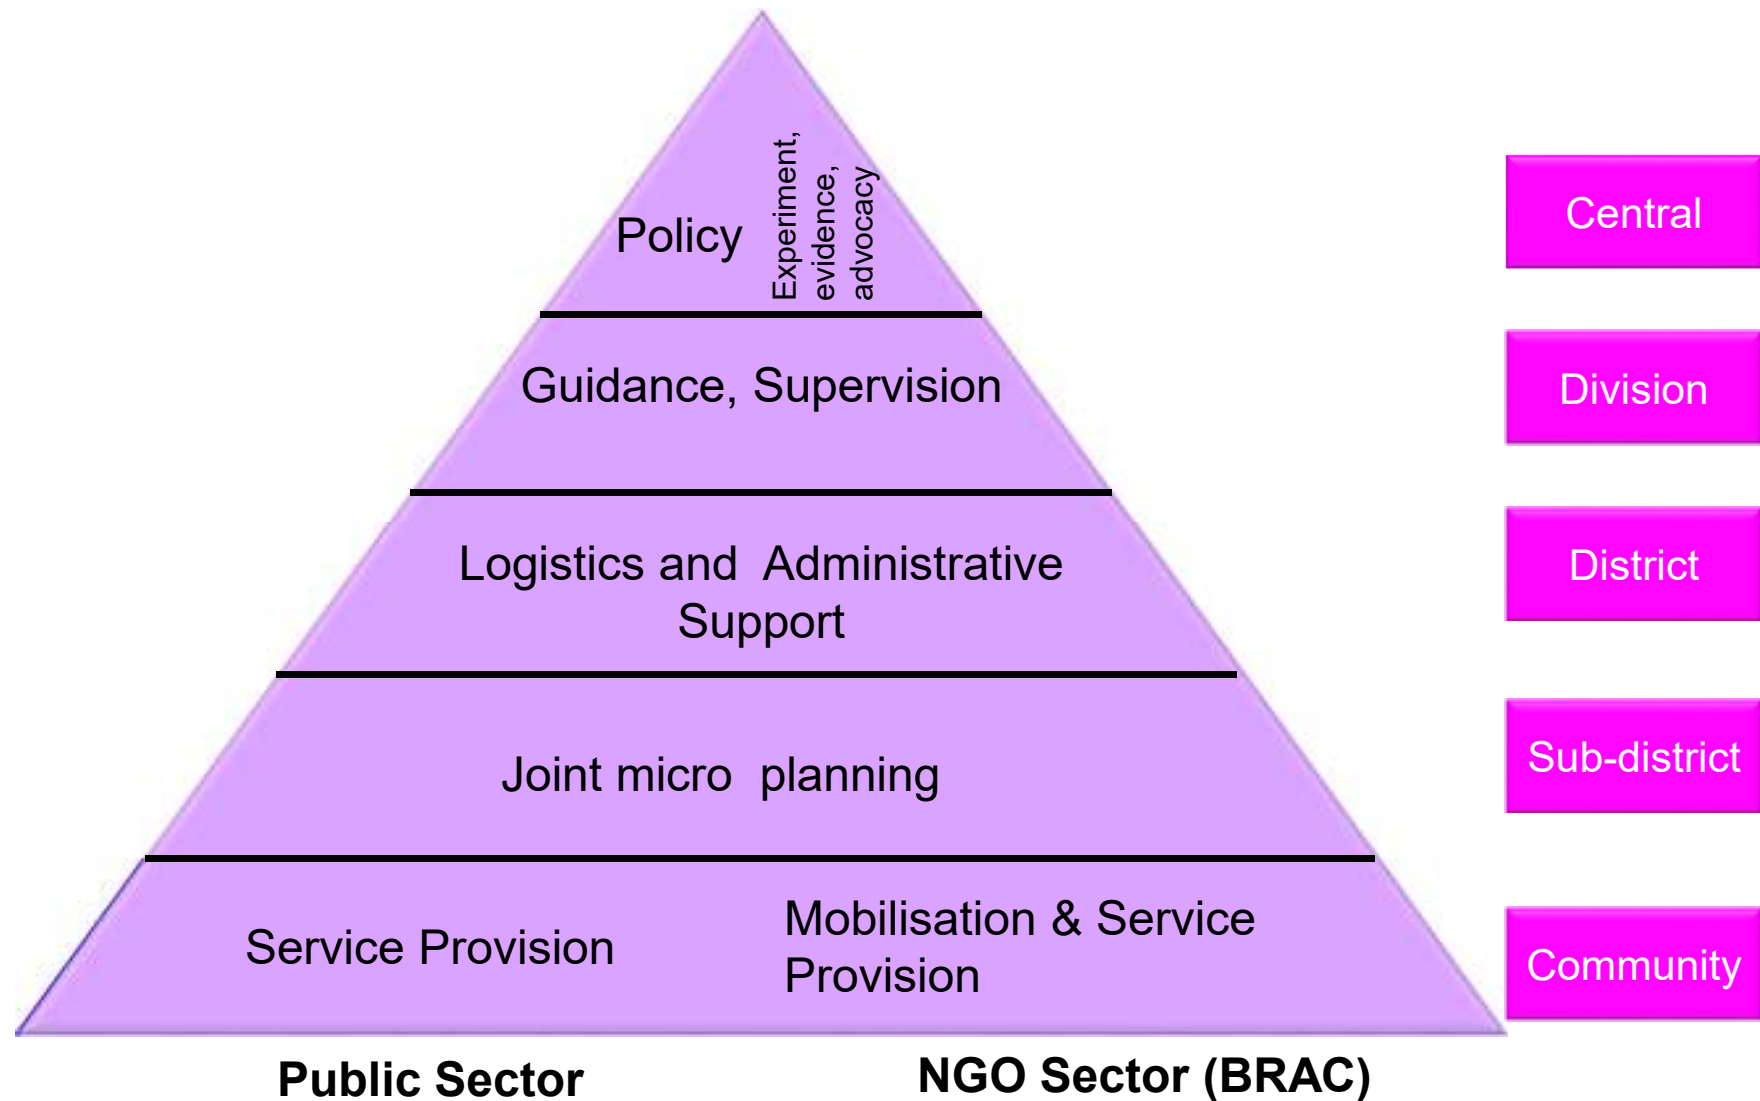 Policy
Experiment,
evidence,
advocacy
Central
Guidance, Supervision
Division
Logistics and Administrative
Support
District
Joint micro planning
Sub-district
Service Provision
Mobilisation & Service
Provision
Community
Public Sector
NGO Sector (BRAC)